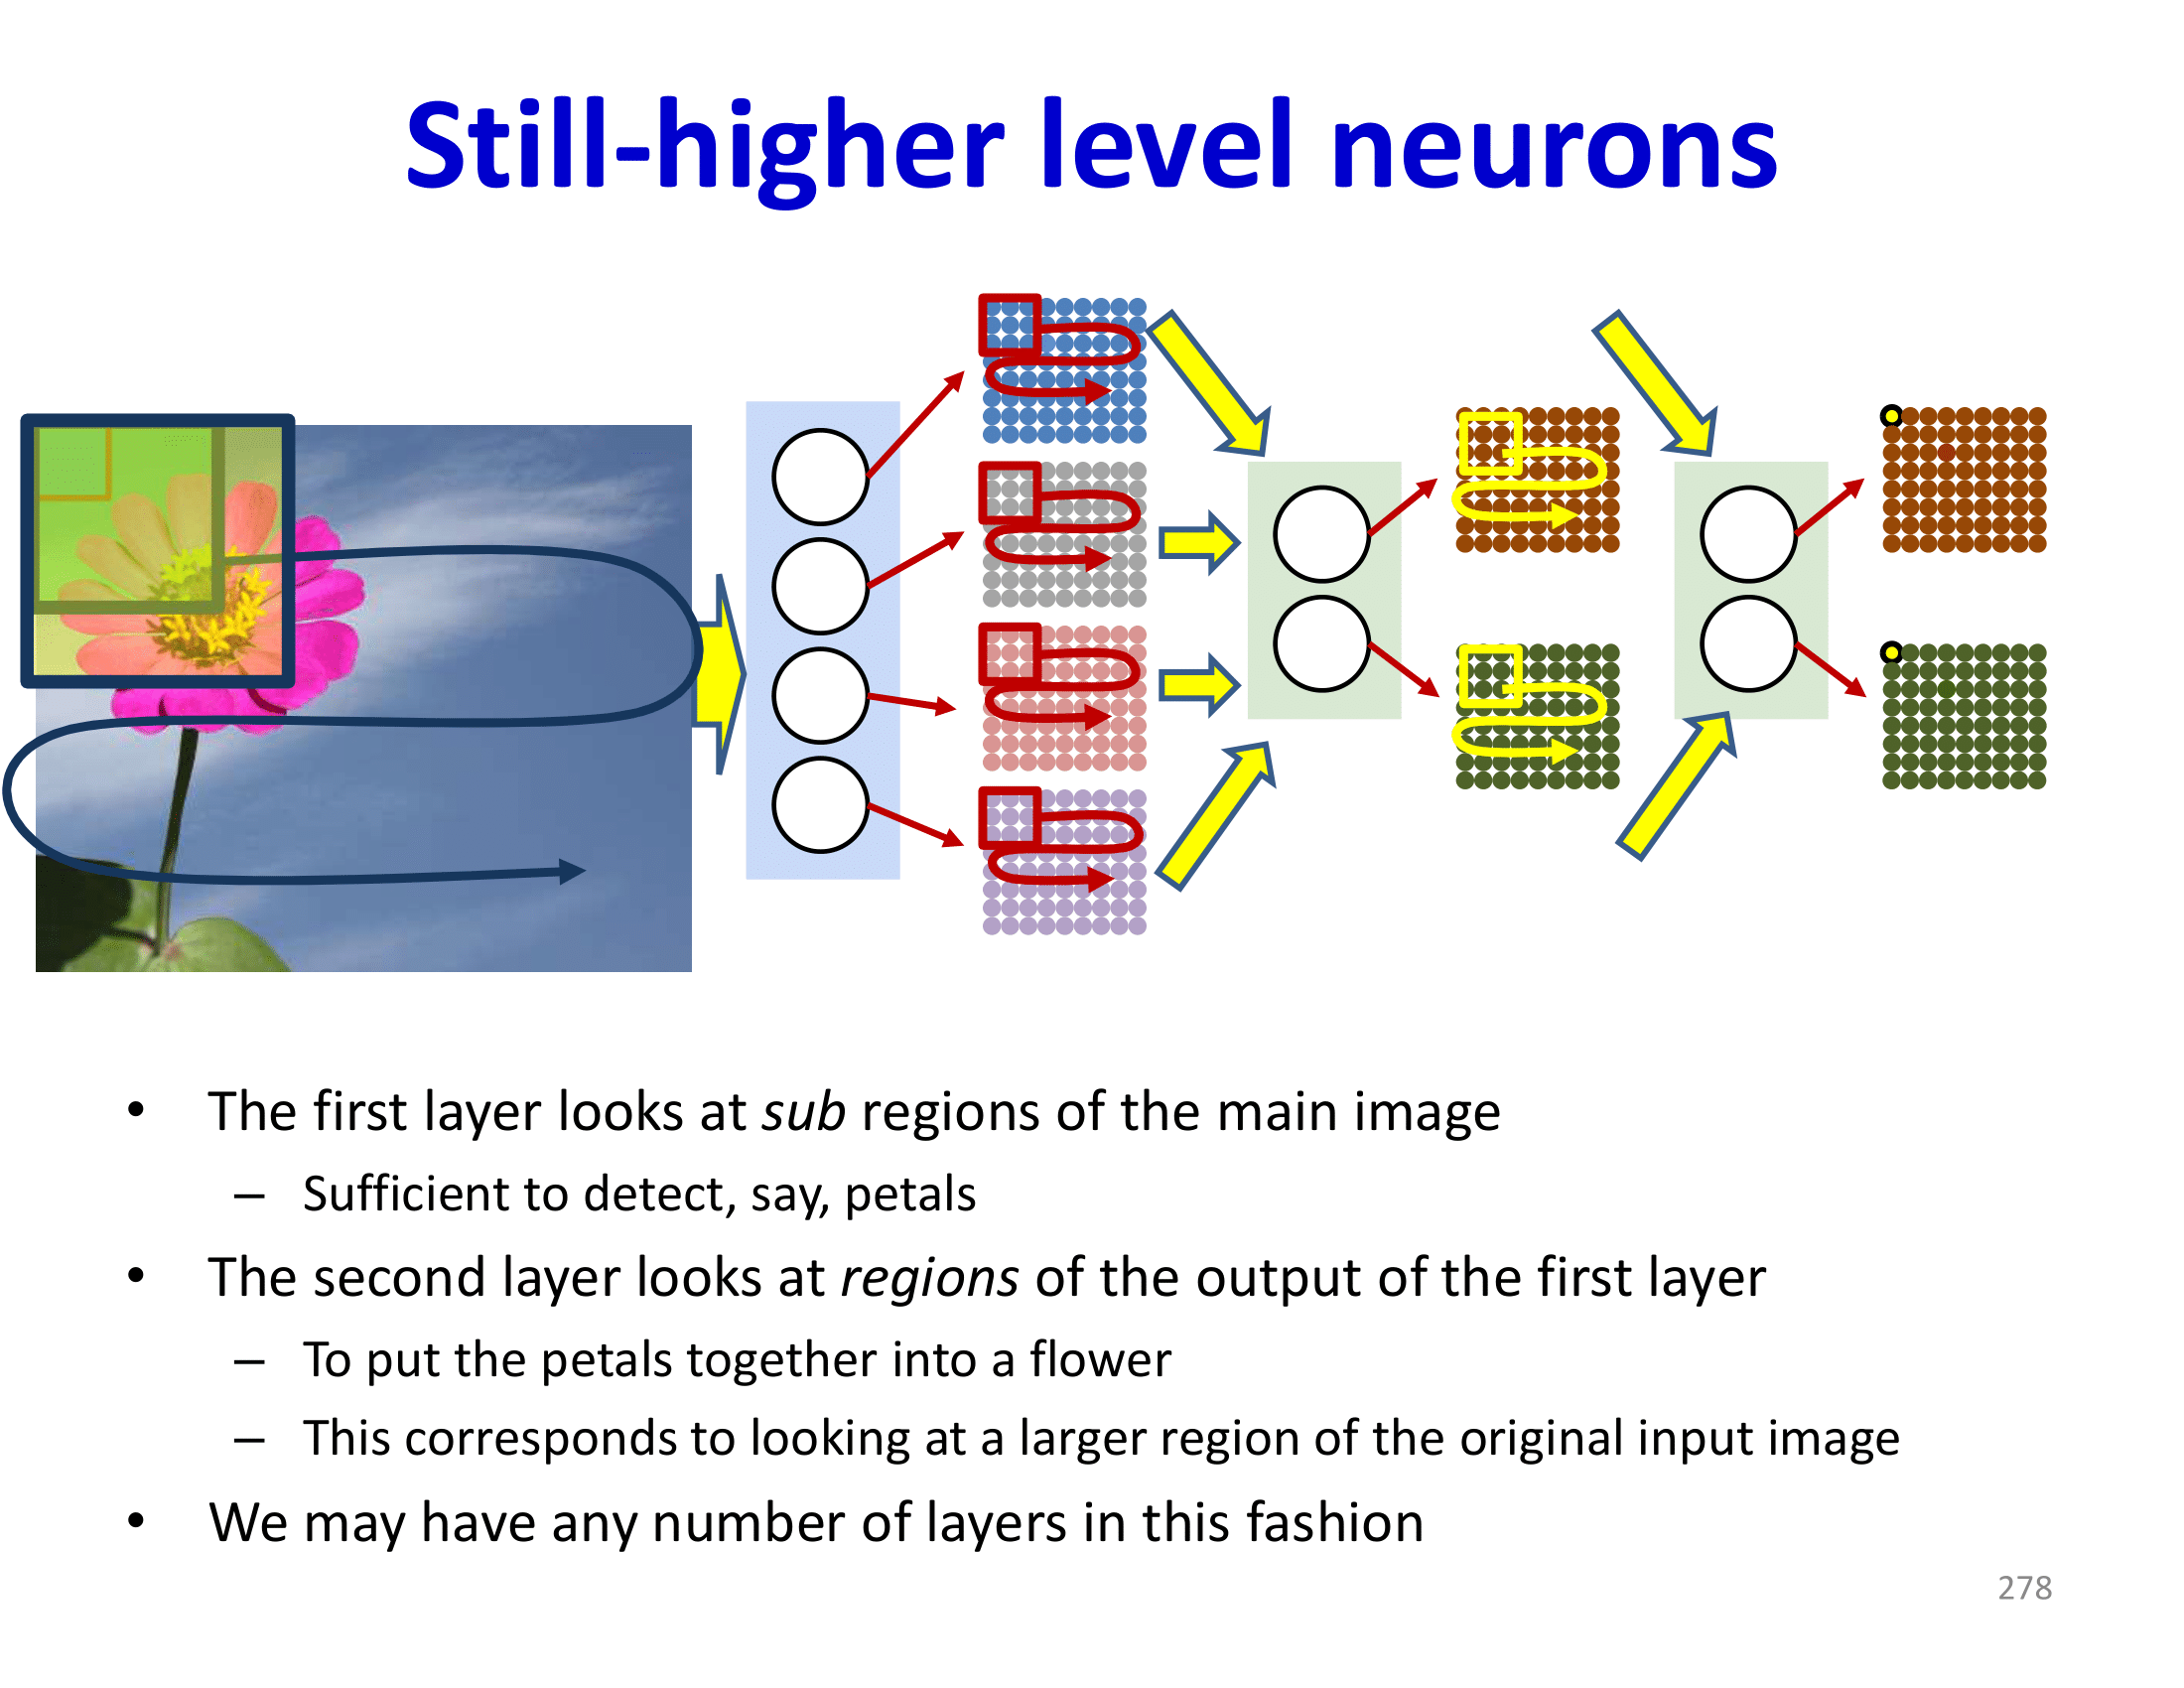 Still-higher level neurons
• The first layer looks at sub regions of the main image
– Sufficient to detect, say, petals
• The second layer looks at regions of the output of the first layer
– To put the petals together into a flower
– This corresponds to looking at a larger region of the original input image
• We may have any number of layers in this fashion
278